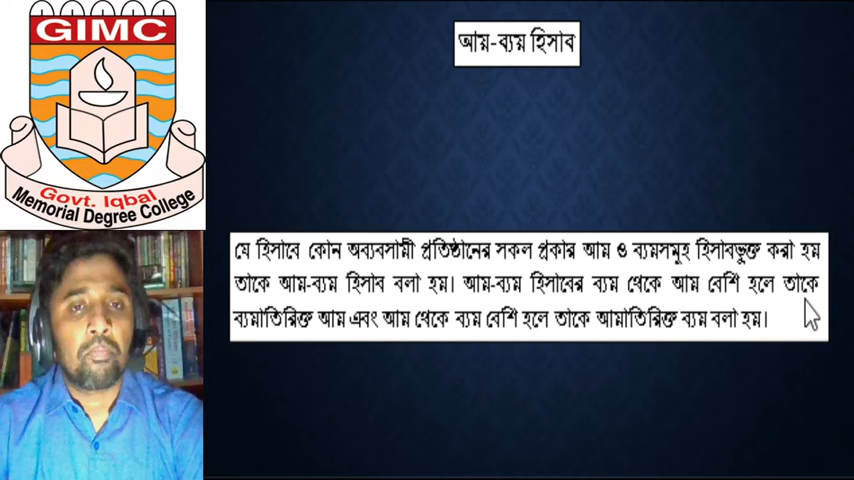 GIMC
Govt. Iqbal
Memorial Degree College
আয়-ব্যয় হিসাব
যে হিসাবে কোন অব্যবসায়ী প্রতিষ্ঠানের সকল প্রকার আয় ও ব্যয়সমূহ হিসাবভুক্ত করা হয়
তাকে আয়-ব্যয় হিসাব বলা হয়। আয়-ব্যয় হিসাবের ব্যয় থেকে আয় বেশি হলে তাকে
ব্যয়াতিরিক্ত আয় এবং আয় থেকে ব্যয় বেশি হলে তাকে আয়াতিরিক্ত ব্যয় বলা হয়।